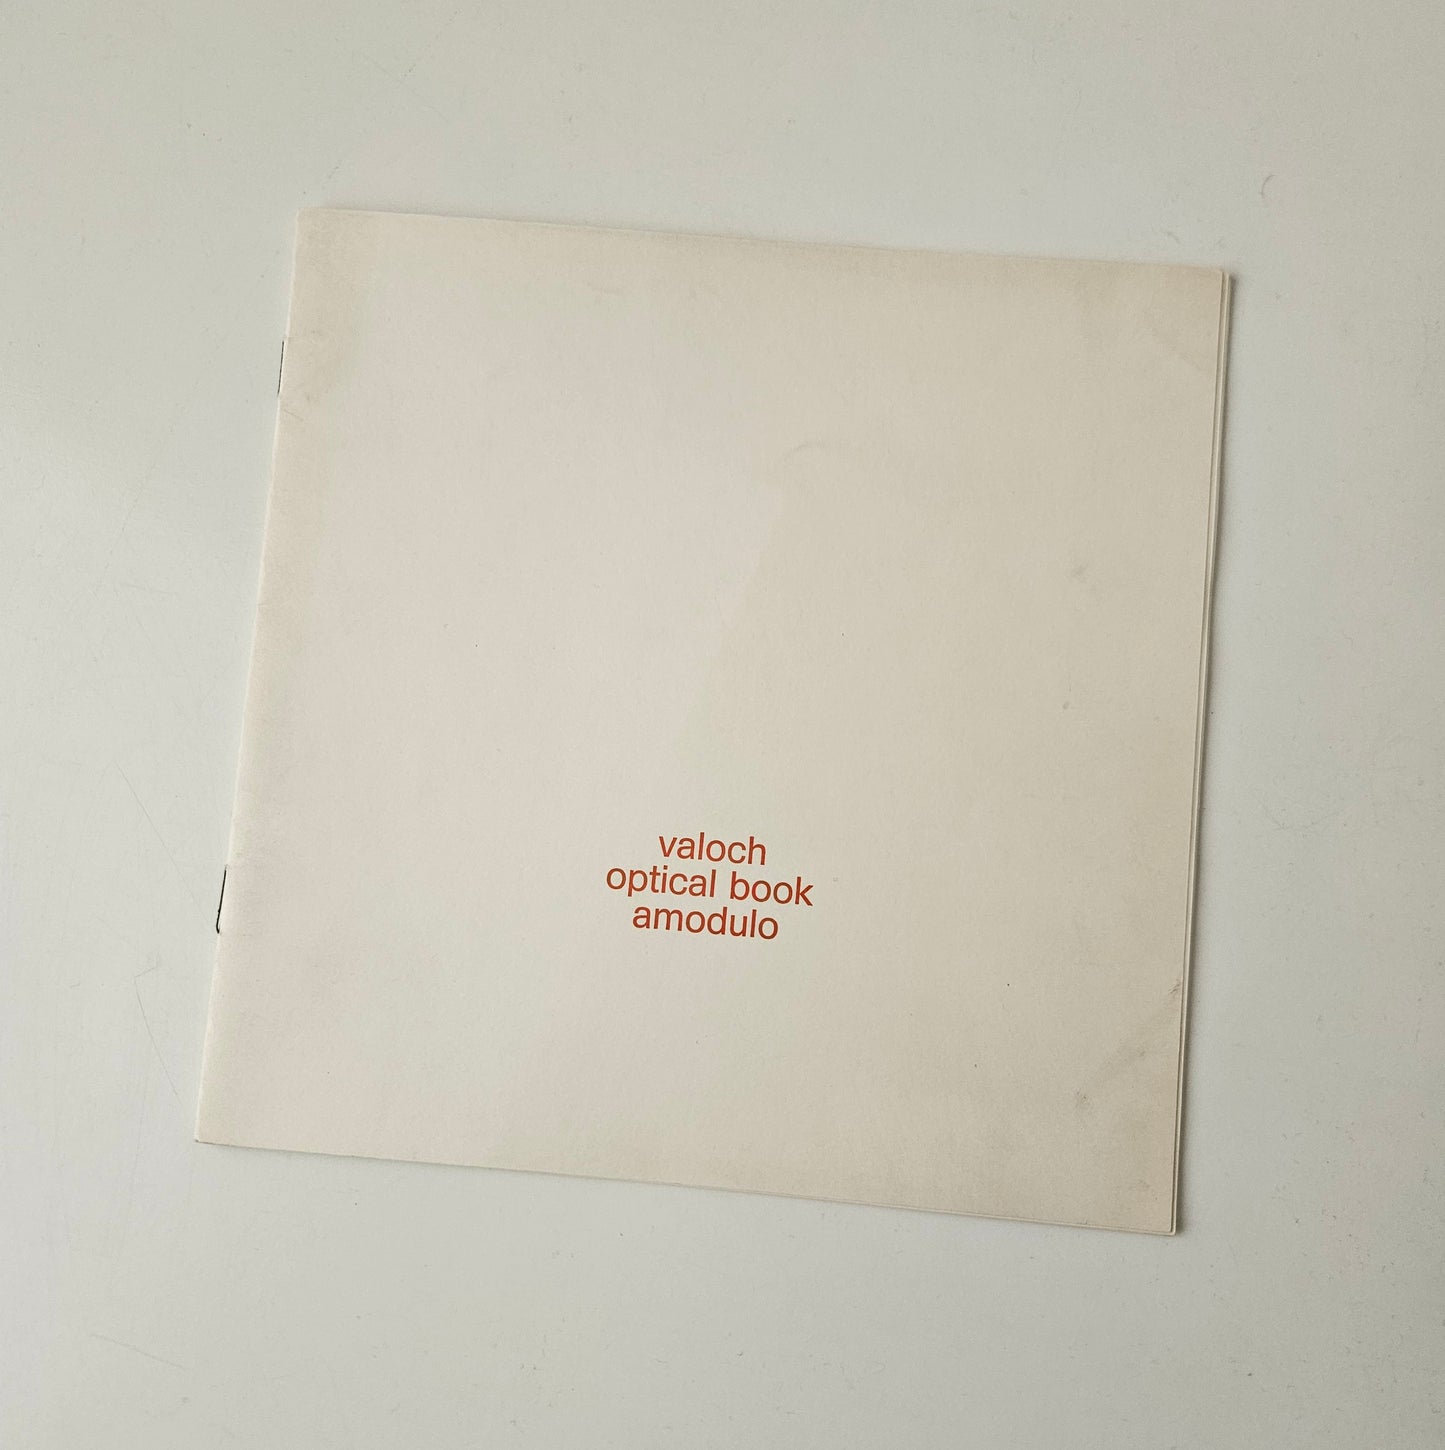 valoch
optical book
amodulo